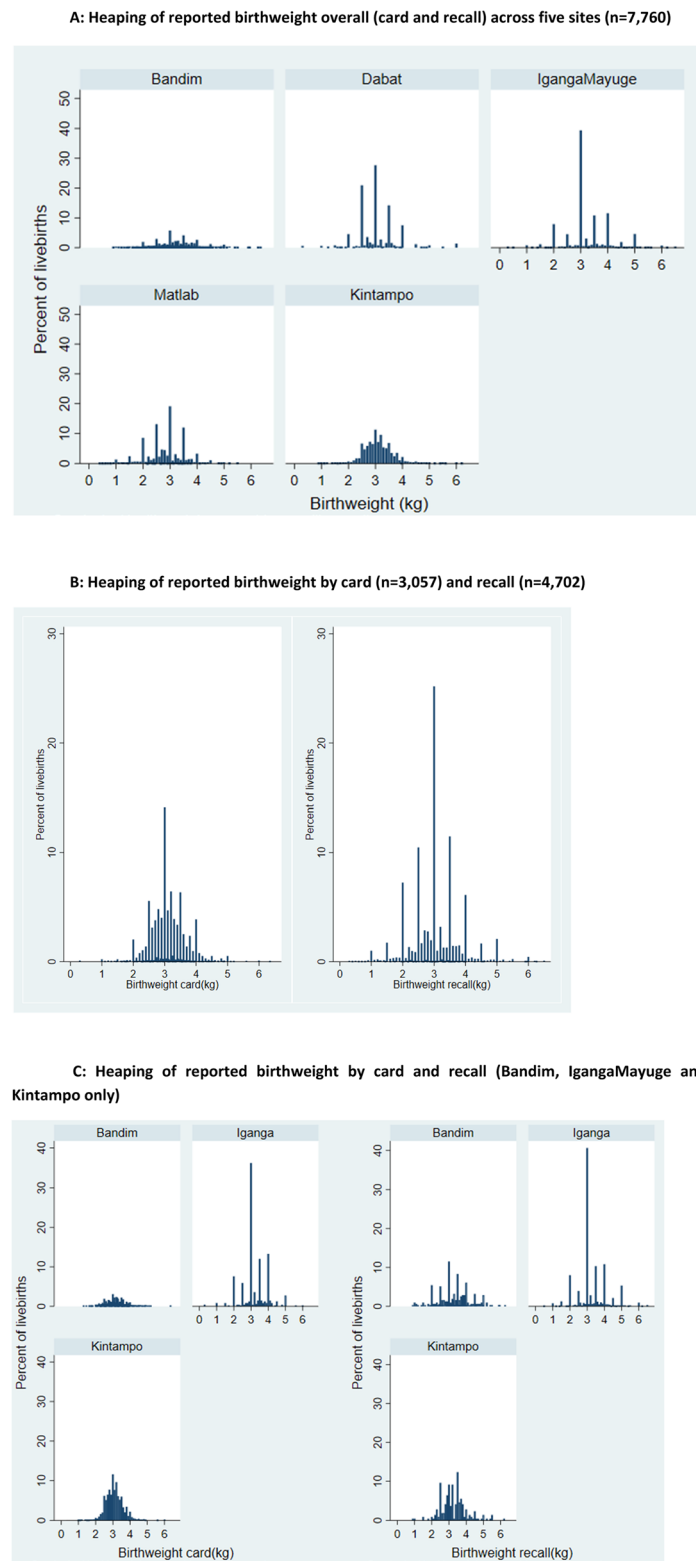 A: Heaping of reported birthweight overall (card and recall) across five sites (n=7,760)
Bandim
Dabat
IgangaMayuge
50
40
30
20
10
0
0 1 2 3 4 5 6
Matlab
Kintampo
50
40
30
20
10
0
0 1 2 3 4 5 6
0 1 2 3 4 5 6
Percent of livebirths
Birthweight (kg)
B: Heaping of reported birthweight by card (n=3,057) and recall (n=4,702)
30
20
10
0
Percent of livebirths
0 1 2 3 4 5 6
Birthweight card(kg)
30
20
10
0
Percent of livebirths
0 1 2 3 4 5 6
Birthweight recall(kg)
C: Heaping of reported birthweight by card and recall (Bandim, IgangaMayuge an
Kintampo only)
Bandim
Iganga
40
30
20
10
0
0 1 2 3 4 5 6
Kintampo
40
30
20
10
0
0 1 2 3 4 5 6
Percent of livebirths
Birthweight card(kg)
Bandim
Iganga
40
30
20
10
0
0 1 2 3 4 5 6
Kintampo
40
30
20
10
0
0 1 2 3 4 5 6
Percent of livebirths
Birthweight recall(kg)